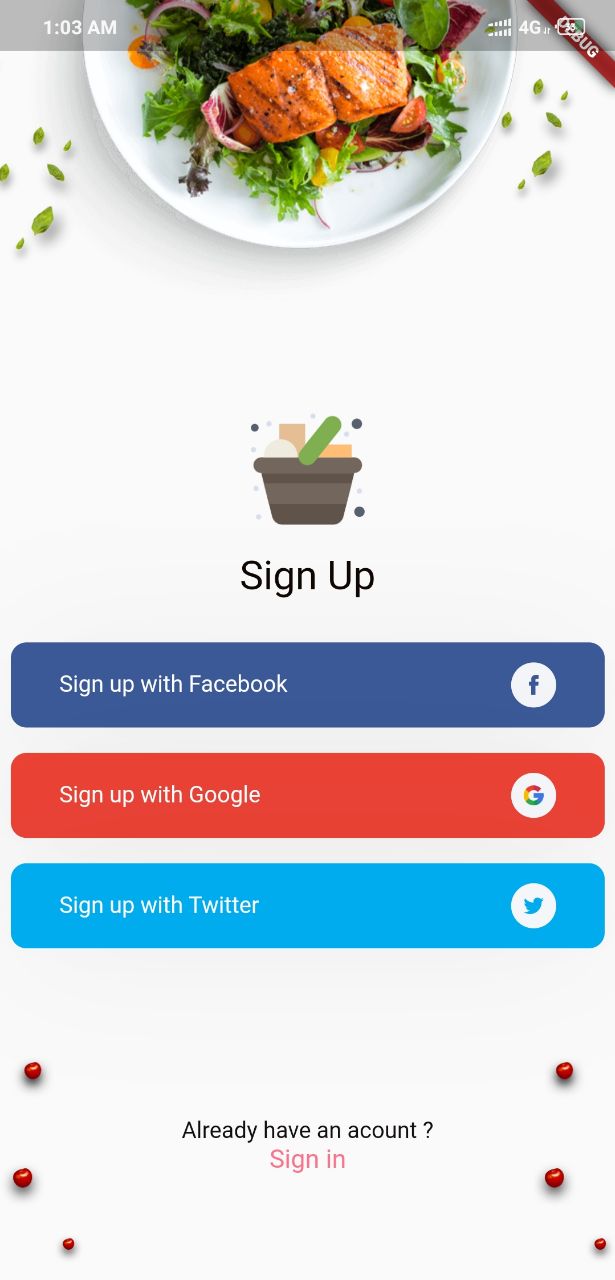 1:03 AM
4G
DEBUG
Sign Up
Sign up with Facebook
Sign up with Google
Sign up with Twitter
Already have an acount ?
Sign in